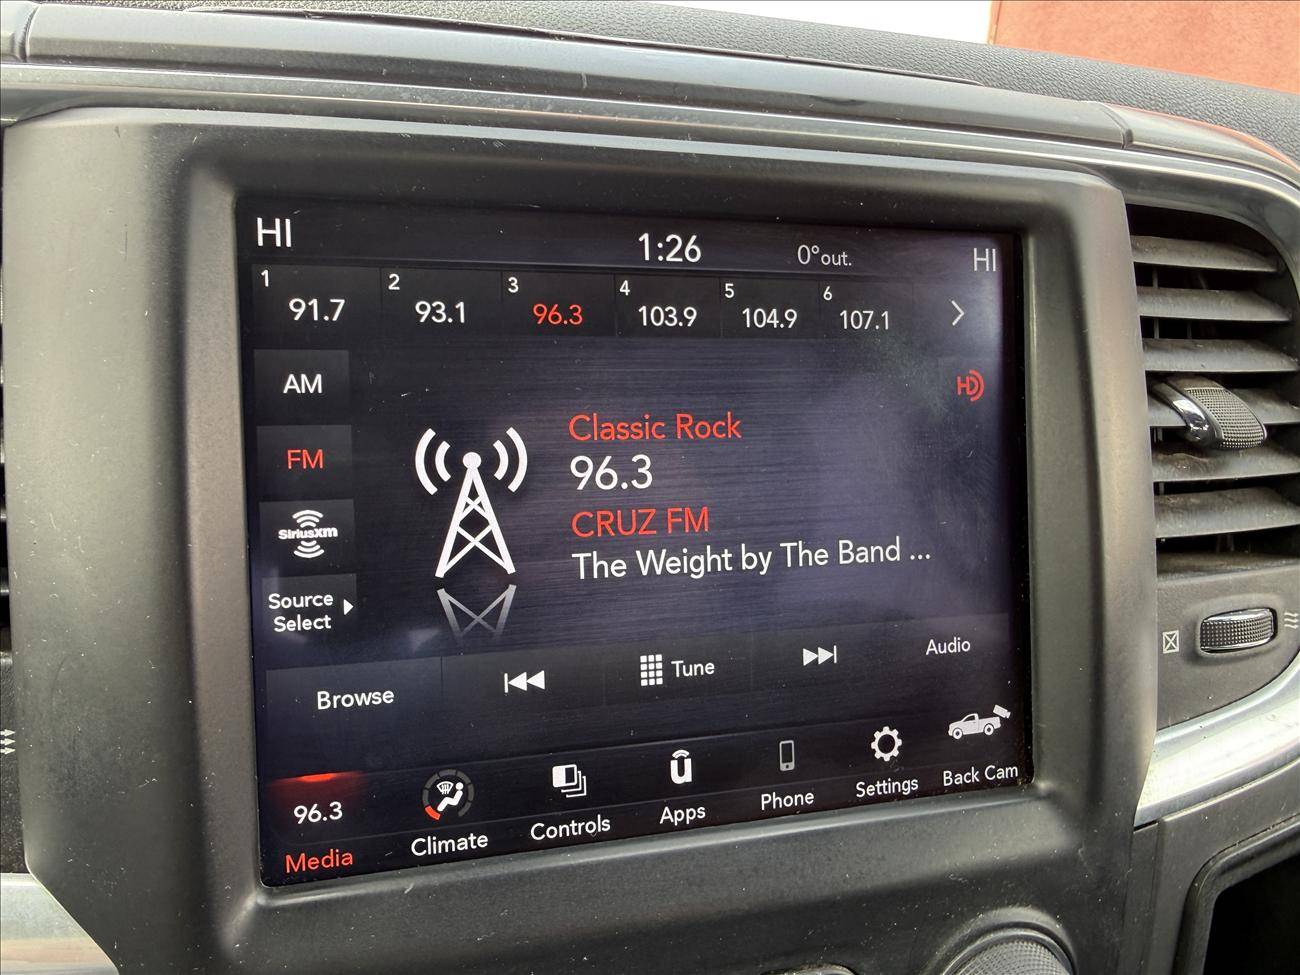 HI 1:26 0°out. HI
1 91.7 2 93.1 3 96.3 4 103.9 5 104.9 6 107.1
AM
HD
Classic Rock
96.3
FM
CRUZ FM
SiriusXM
The Weight by The Band ...
Source
Select
Browse Tune Audio
96.3
Media Climate Controls Apps Phone Settings Back Cam